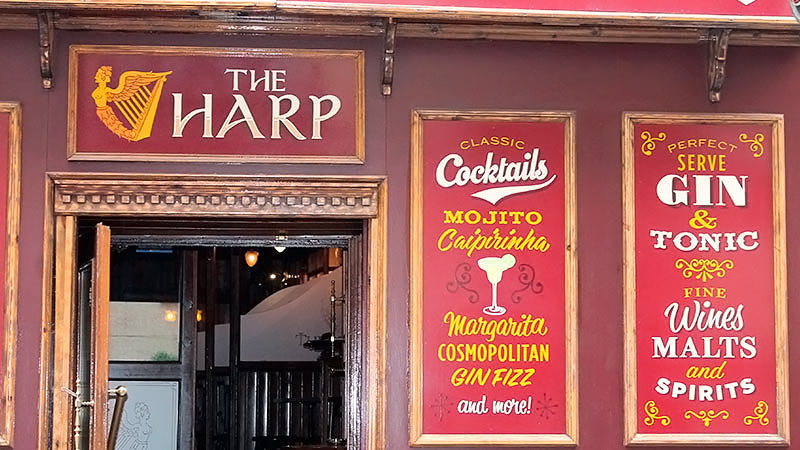 THE
HARP
CLASSIC
Cocktails
MOJITO
Caipirinha
Margarita
COSMOPOLITAN
GIN FIZZ
and more!
PERFECT
SERVE
GIN
&
TONIC
FINE
Wines
MALTS
and
SPIRITS